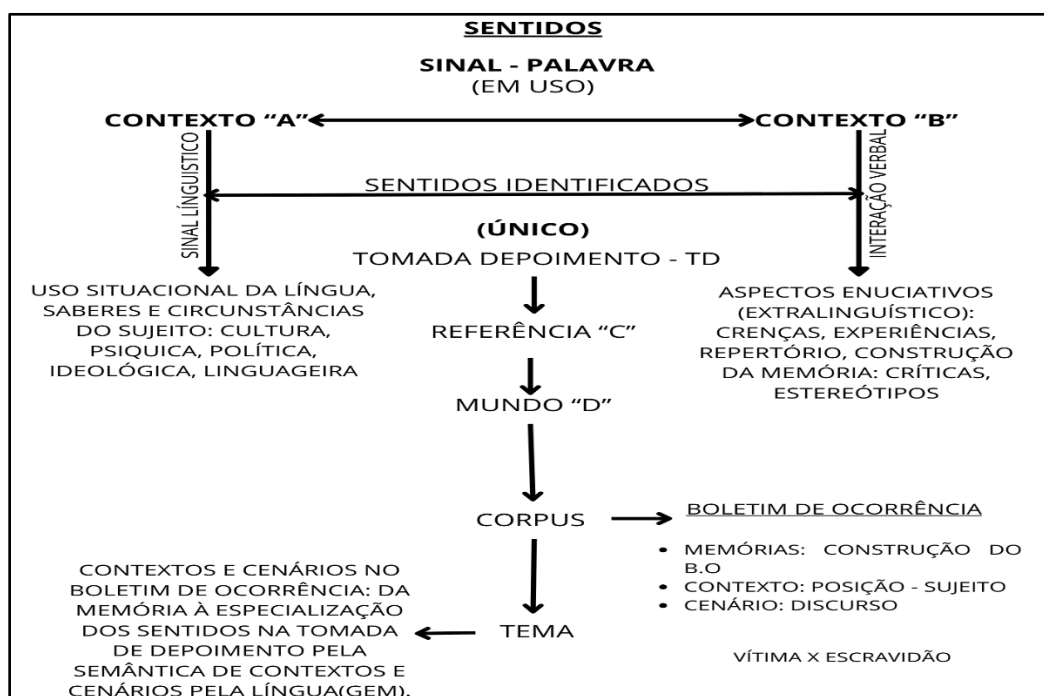 SENTIDOS
SINAL - PALAVRA
(EM USO)
CONTEXTO “A”
CONTEXTO “B”
SINAL LÍNGUISTICO
INTERAÇÃO VERBAL
SENTIDOS IDENTIFICADOS
(ÚNICO)
TOMADA DEPOIMENTO - TD
USO SITUACIONAL DA LÍNGUA,
SABERES E CIRCUNSTÂNCIAS
DO SUJEITO: CULTURA,
PSIQUICA, POLÍTICA,
IDEOLÓGICA, LINGUAGEIRA
REFERÊNCIA “C”
ASPECTOS ENUCIATIVOS
(EXTRALINGUÍSTICO):
CRENÇAS, EXPERIÊNCIAS,
REPERTÓRIO, CONSTRUÇÃO
DA MEMÓRIA: CRÍTICAS,
ESTEREÓTIPOS
MUNDO “D”
CORPUS
BOLETIM DE OCORRÊNCIA
• MEMÓRIAS: CONSTRUÇÃO DO
B.O
• CONTEXTO: POSIÇÃO - SUJEITO
• CENÁRIO: DISCURSO
TEMA
CONTEXTOS E CENÁRIOS NO
BOLETIM DE OCORRÊNCIA: DA
MEMÓRIA À ESPECIALIZAÇÃO
DOS SENTIDOS NA TOMADA
DE DEPOIMENTO PELA
SEMÂNTICA DE CONTEXTOS E
CENÁRIOS PELA LÍNGUA(GEM).
VÍTIMA X ESCRAVIDÃO